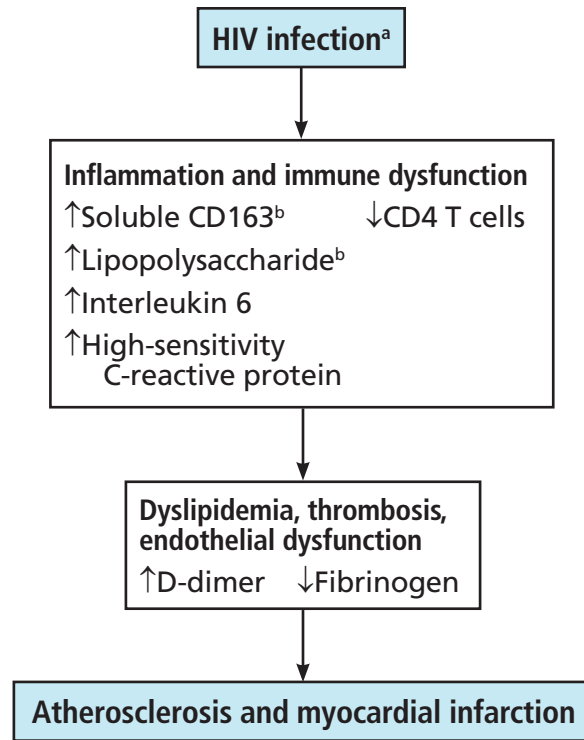 HIV infectionᵃ
Inflammation and immune dysfunction
↑Soluble CD163ᵇ ↓CD4 T cells
↑Lipopolysaccharideᵇ
↑Interleukin 6
↑High-sensitivity
C-reactive protein
Dyslipidemia, thrombosis,
endothelial dysfunction
↑D-dimer ↓Fibrinogen
Atherosclerosis and myocardial infarction